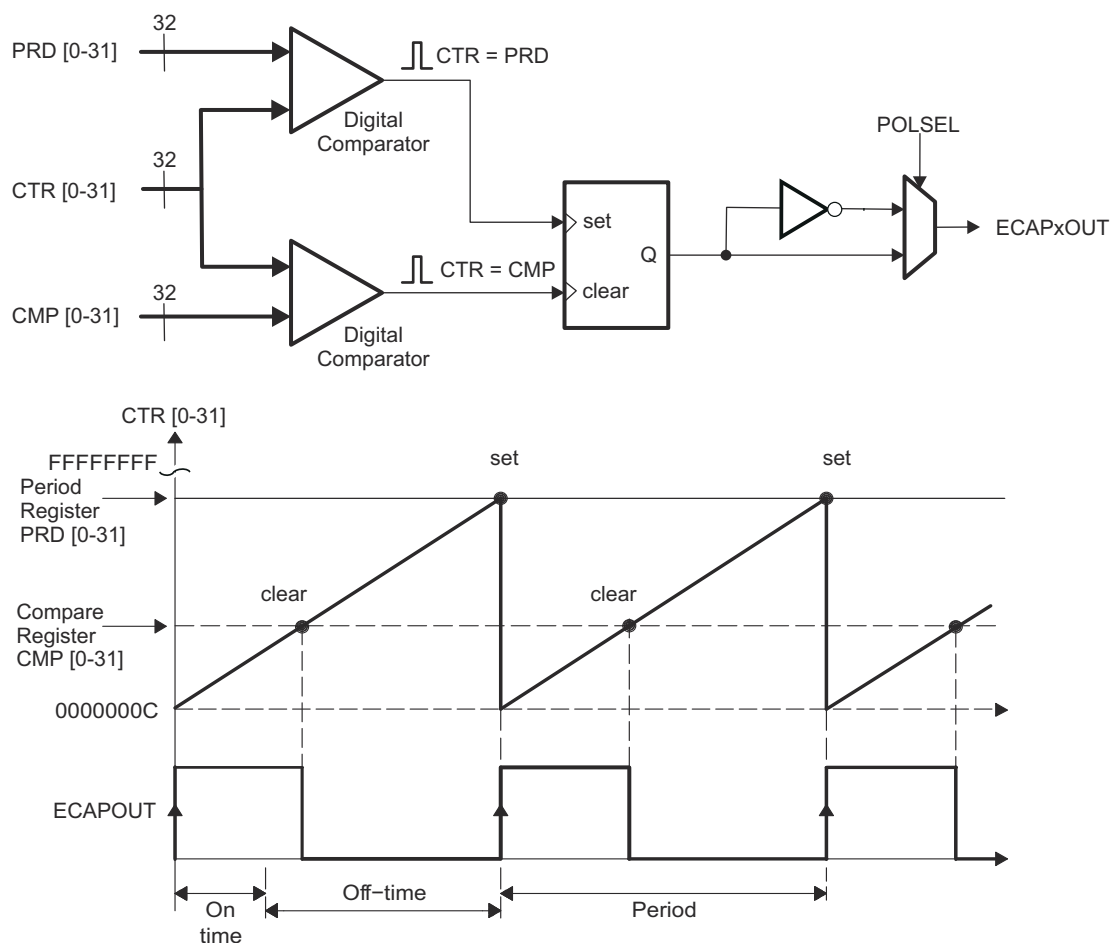 32
PRD [0-31]
CTR = PRD
Digital
Comparator
POLSEL
32
CTR [0-31]
set
ECAPxOUT
Q
CTR = CMP
clear
32
CMP [0-31]
Digital
Comparator
CTR [0-31]
FFFFFFFF
set
set
Period
Register
PRD [0-31]
clear
clear
Compare
Register
CMP [0-31]
0000000C
ECAPOUT
On
time
Off−time
Period